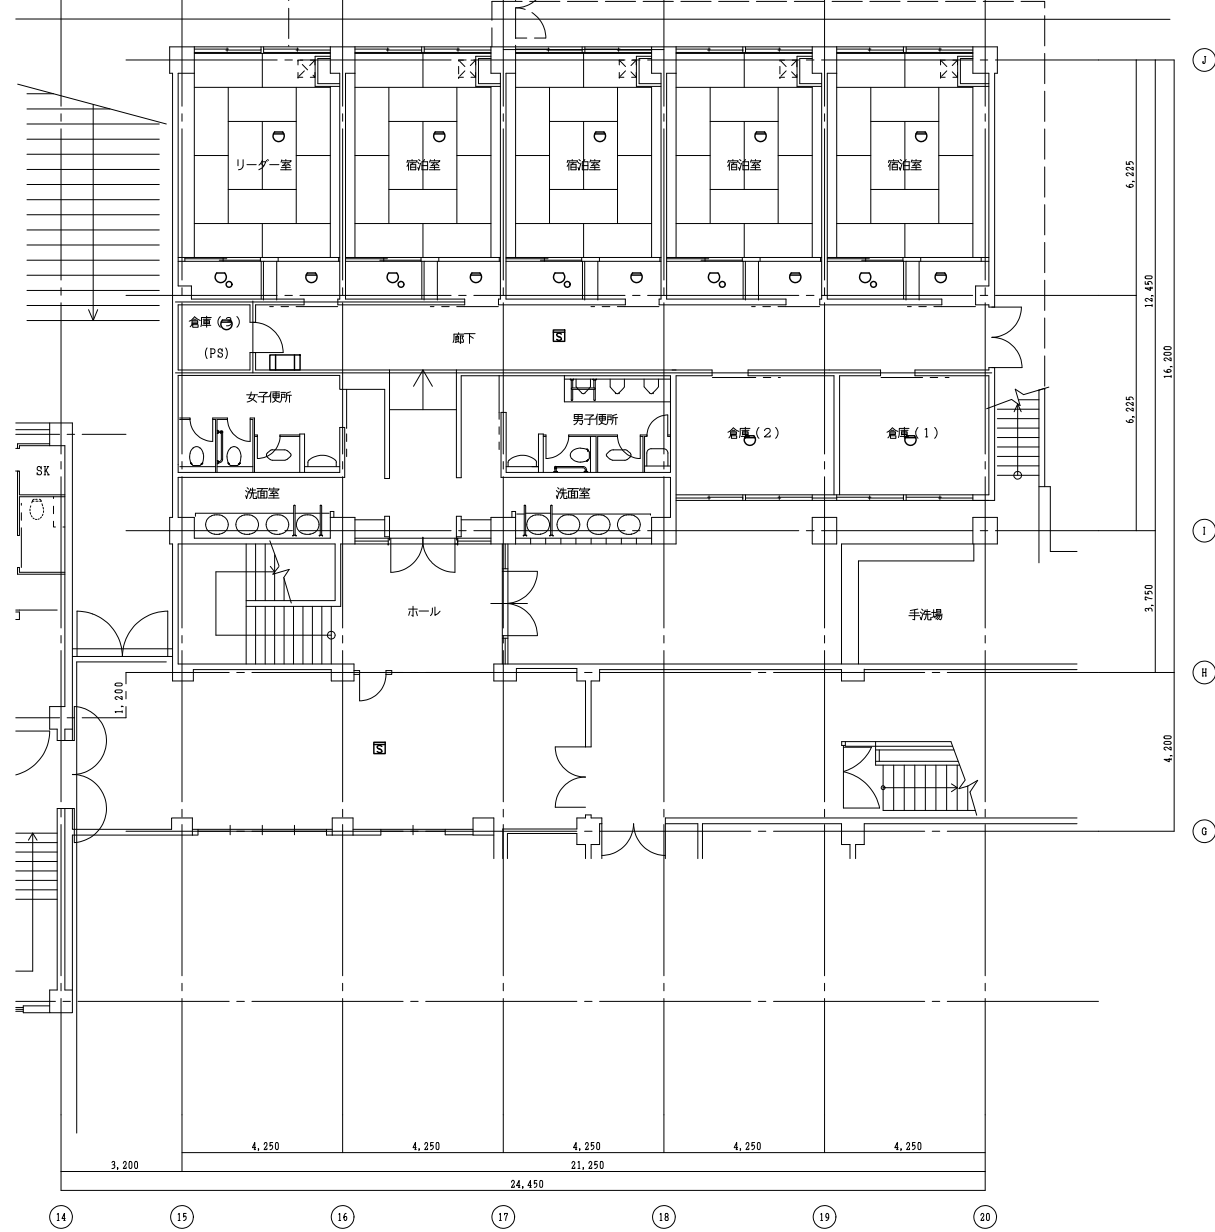 J
リーダー室
宿泊室
宿泊室
宿泊室
宿泊室
6,225
12,450
16,200
倉庫(3)
(PS)
廊下
S
女子便所
男子便所
倉庫(2)
倉庫(1)
6,225
SK
洗面室
洗面室
I
ホール
手洗場
3,750
H
1,200
S
4,200
G
4,250
4,250
4,250
4,250
4,250
3,200
21,250
24,450
14
15
16
17
18
19
20